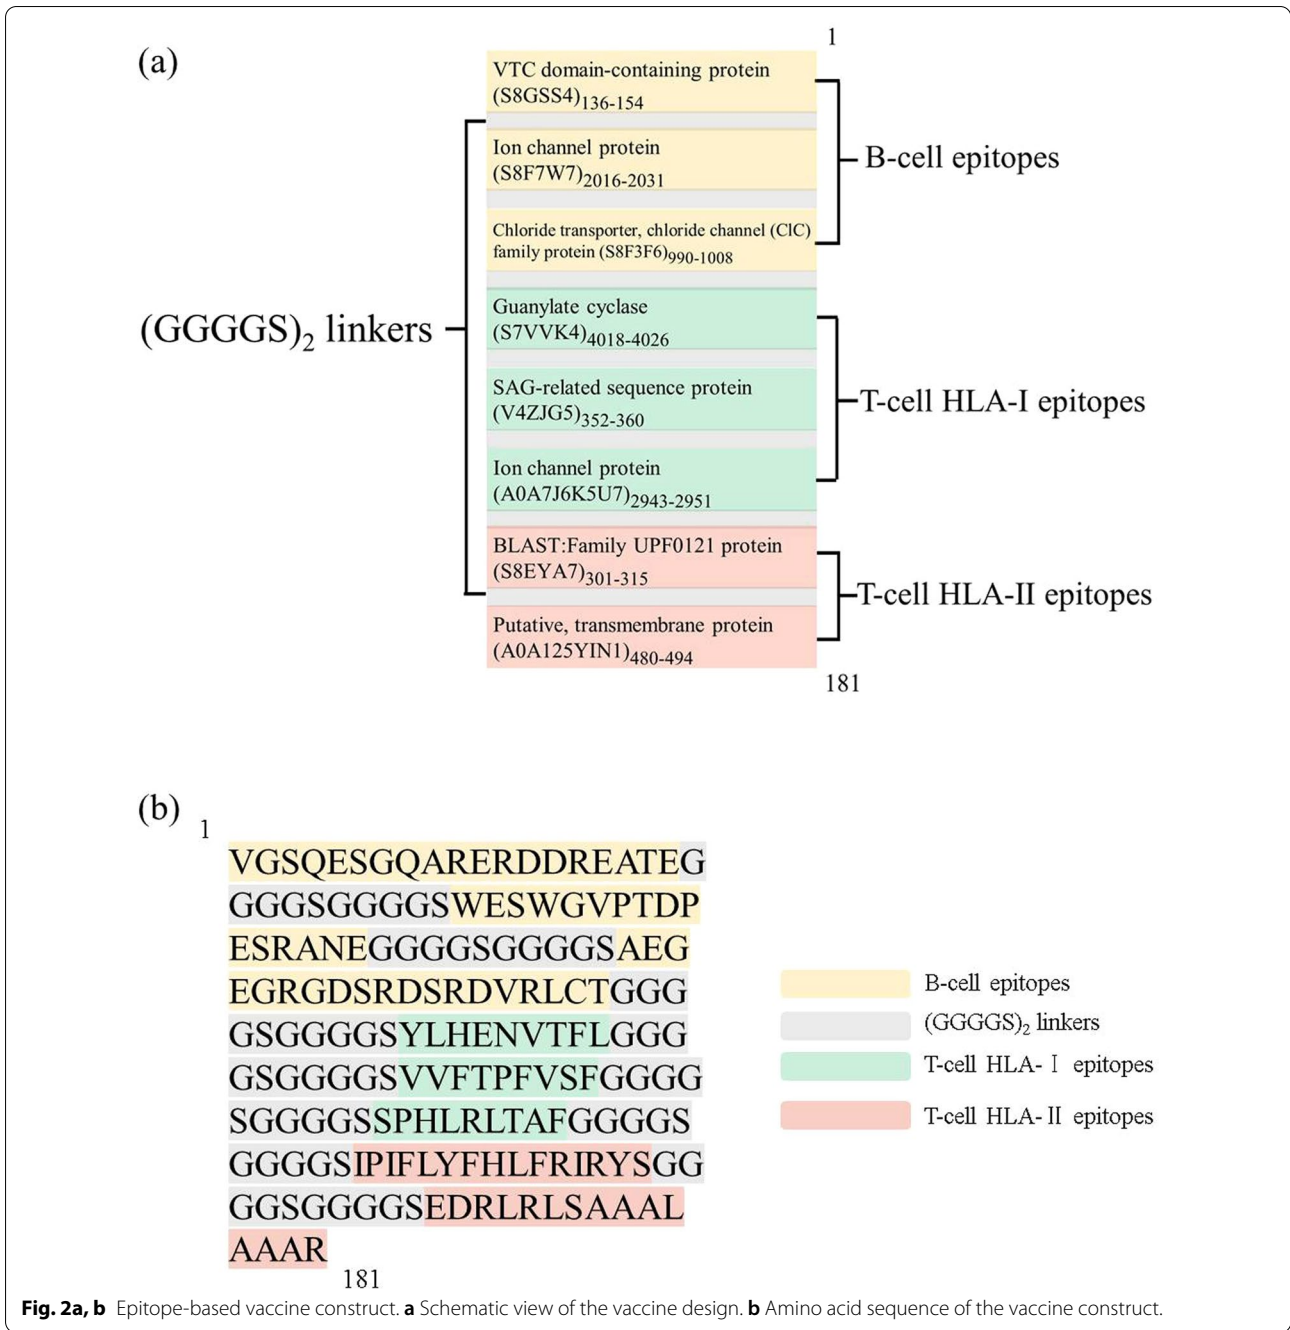 (a)
1
VTC domain-containing protein
(S8GSS4)136-154
Ion channel protein
(S8F7W7)2016-2031
Chloride transporter, chloride channel (ClC)
family protein (S8F3F6)990-1008
Guanylate cyclase
(S7VVK4)4018-4026
SAG-related sequence protein
(V4ZJG5)352-360
Ion channel protein
(A0A7J6K5U7)2943-2951
BLAST:Family UPF0121 protein
(S8EYA7)301-315
Putative, transmembrane protein
(A0A125YIN1)480-494
181
(GGGGS)2 linkers
B-cell epitopes
T-cell HLA-I epitopes
T-cell HLA-II epitopes
(b)
1
VGSQESGQARERDDREATEG
GGGSGGGGSWESWGVPTDP
ESRANEGGGGSGGGGSAEG
EGRGDSRDSRDVRLCTGGG
GSGGGGSYLHENVTFLGGG
GSGGGGSVVFTPFVSFGGGG
SGGGGSSPHLRLTAFGGGGS
GGGGSIPIFLYFHLFRIRYSGG
GGSGGGGSEDRLRLSAAAL
AAAR
181
B-cell epitopes
(GGGGS)2 linkers
T-cell HLA-Ⅰ epitopes
T-cell HLA-Ⅱ epitopes
Fig. 2a, b Epitope-based vaccine construct. a Schematic view of the vaccine design. b Amino acid sequence of the vaccine construct.